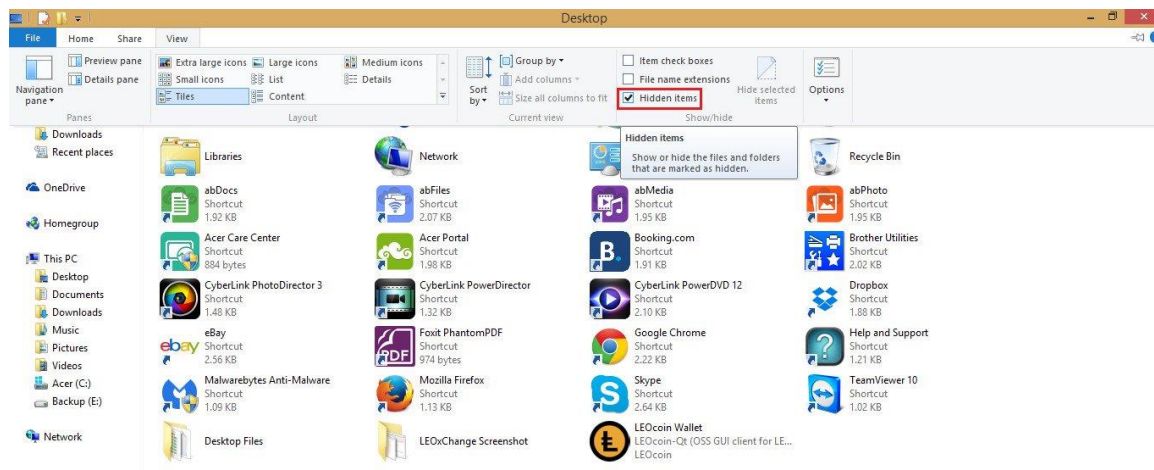 Desktop
File Home Share View
Preview pane
Details pane
Navigation
pane
Panes
Extra large icons Large icons Medium icons
Small icons List Details
Tiles Content
Layout
Sort
by
Group by
Add columns
Size all columns to fit
Current view
Item check boxes
File name extensions
Hidden items
Hide selected
items
Show/hide
Options
Hidden items
Show or hide the files and folders
that are marked as hidden.
Downloads
Recent places
OneDrive
Homegroup
This PC
Desktop
Documents
Downloads
Music
Pictures
Videos
Acer (C:)
Backup (E:)
Network
Libraries
Network
Recycle Bin
abDocs
Shortcut
1.92 KB
abFiles
Shortcut
2.07 KB
abMedia
Shortcut
1.95 KB
abPhoto
Shortcut
1.95 KB
Acer Care Center
Shortcut
884 bytes
Acer Portal
Shortcut
1.98 KB
B.
Booking.com
Shortcut
1.91 KB
Brother Utilities
Shortcut
2.02 KB
CyberLink PhotoDirector 3
Shortcut
1.48 KB
CyberLink PowerDirector
Shortcut
1.32 KB
CyberLink PowerDVD 12
Shortcut
2.10 KB
Dropbox
Shortcut
1.88 KB
ebay
eBay
Shortcut
2.56 KB
PDF
Foxit PhantomPDF
Shortcut
974 bytes
Google Chrome
Shortcut
2.22 KB
?
Help and Support
Shortcut
1.21 KB
Malwarebytes Anti-Malware
Shortcut
1.09 KB
Mozilla Firefox
Shortcut
1.13 KB
S
Skype
Shortcut
2.64 KB
TeamViewer 10
Shortcut
1.02 KB
Desktop Files
LEOxChange Screenshot
LEOcoin Wallet
LEOcoin-Qt (OSS GUI client for LE...
LEOcoin